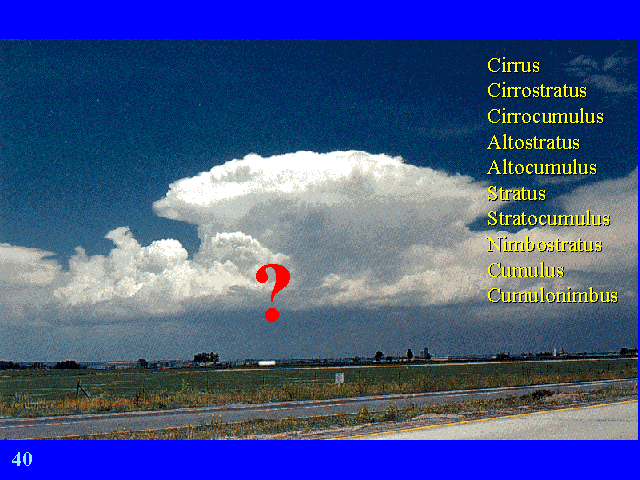 Cirrus
Cirrostratus
Cirrocumulus
Altostratus
Altocumulus
Stratus
Stratocumulus
Nimbostratus
Cumulus
Cumulonimbus
?
40